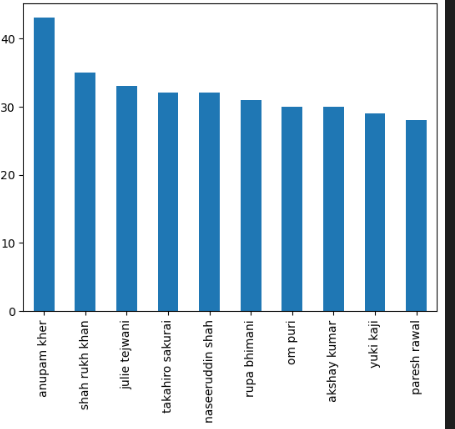 40
30
20
10
0
anupam kher
shah rukh khan
julie tejwani
takahiro sakurai
naseeruddin shah
rupa bhimani
om puri
akshay kumar
yuki kaji
paresh rawal